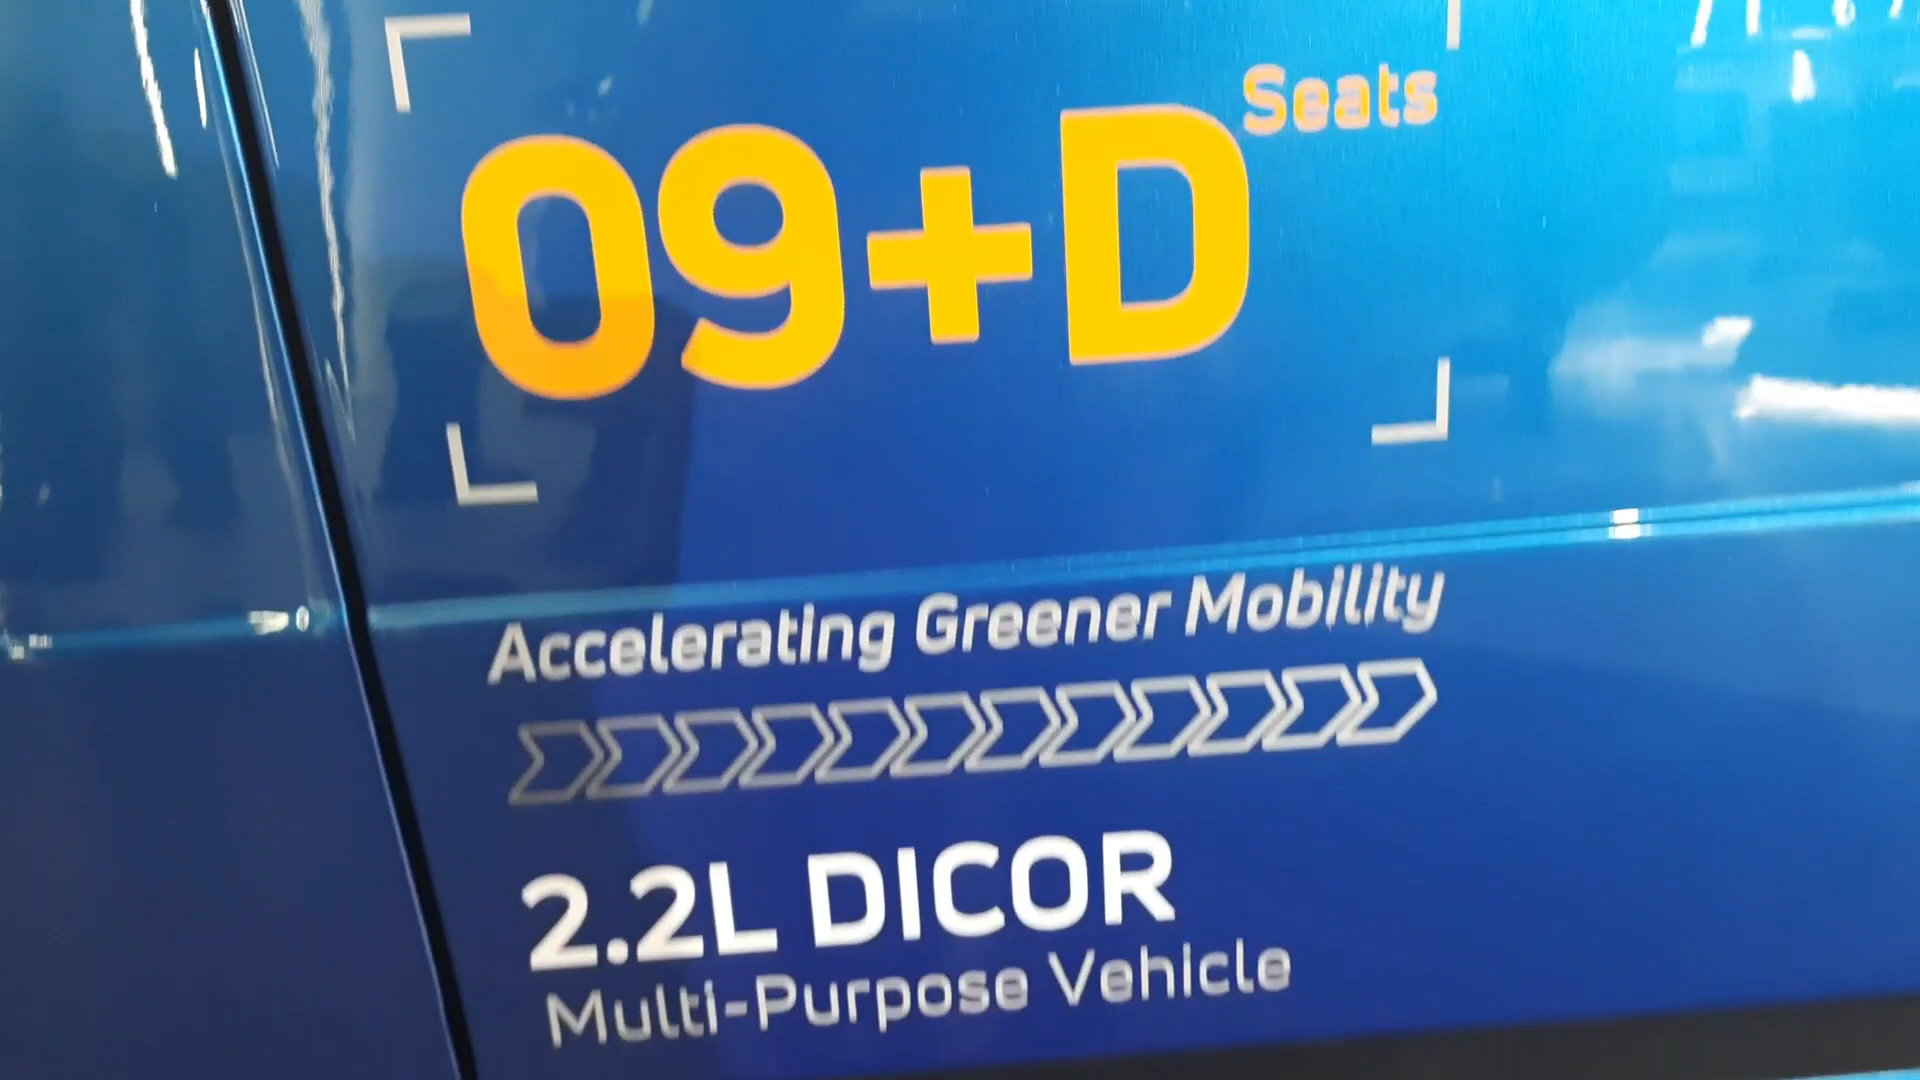 09+D Seats
Accelerating Greener Mobility
2.2L DICOR
Multi-Purpose Vehicle